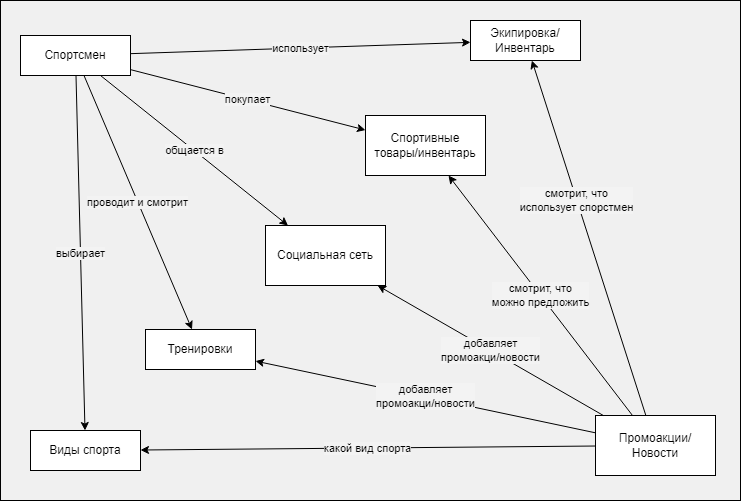 Экипировка/
Инвентарь
Спортсмен
использует
покупает
Спортивные
товары/инвентарь
общается в
смотрит, что
использует спорстмен
проводит и смотрит
выбирает
Социальная сеть
смотрит, что
можно предложить
добавляет
промоакци/новости
Тренировки
добавляет
промоакци/новости
Промоакции/
Новости
Виды спорта
какой вид спорта